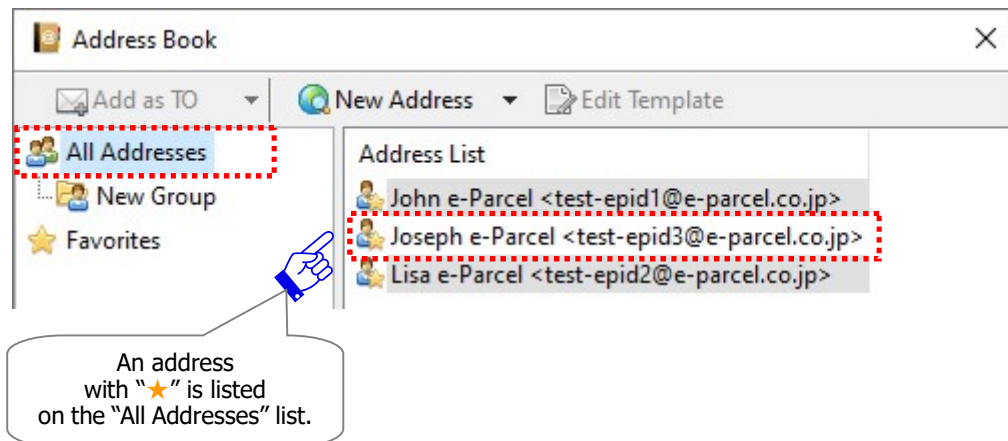 Address Book
Add as TO
New Address
Edit Template
All Addresses
New Group
Favorites
Address List
John e-Parcel <test-epid1@e-parcel.co.jp>
Joseph e-Parcel <test-epid3@e-parcel.co.jp>
Lisa e-Parcel <test-epid2@e-parcel.co.jp>
An address
with “★” is listed
on the “All Addresses” list.